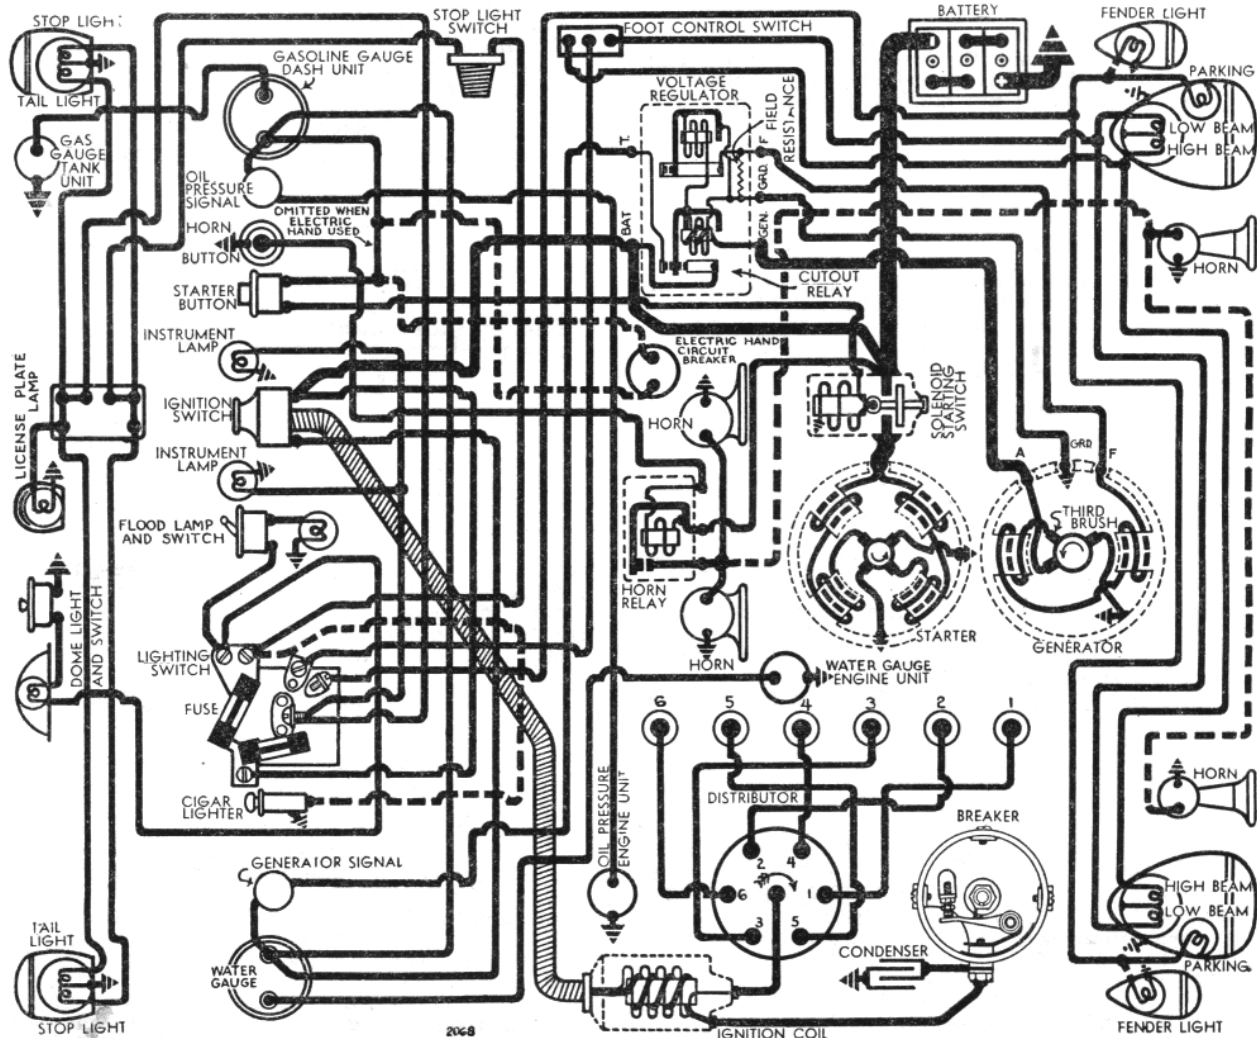 STOP LIGHT
TAIL LIGHT
GAS
GAUGE
TANK
UNIT
GASOLINE GAUGE
DASH UNIT
STOP LIGHT
SWITCH
FOOT CONTROL SWITCH
BATTERY
FENDER LIGHT
PARKING
LOW BEAM
HIGH BEAM
VOLTAGE
REGULATOR
FIELD
RESISTANCE
T.
F
GRD.
BAT
GEN.
CUTOUT
RELAY
OIL
PRESSURE
SIGNAL
OMITTED WHEN
ELECTRIC
HAND USED
HORN
BUTTON
STARTER
BUTTON
HORN
INSTRUMENT
LAMP
ELECTRIC HAND
CIRCUIT
BREAKER
LICENSE PLATE
LAMP
IGNITION
SWITCH
HORN
SOLENOID
STARTING
SWITCH
INSTRUMENT
LAMP
A
GRD
F
THIRD
BRUSH
FLOOD LAMP
AND SWITCH
HORN
RELAY
STARTER
GENERATOR
DOME LIGHT
AND SWITCH
LIGHTING
SWITCH
HORN
WATER GAUGE
ENGINE UNIT
FUSE
6 5 4 3 2 1
CIGAR
LIGHTER
OIL PRESSURE
ENGINE UNIT
DISTRIBUTOR
BREAKER
HORN
2 4
6 1
3 5
GENERATOR SIGNAL
HIGH BEAM
LOW BEAM
PARKING
TAIL
LIGHT
WATER
GAUGE
CONDENSER
STOP LIGHT
2068
IGNITION COIL
FENDER LIGHT